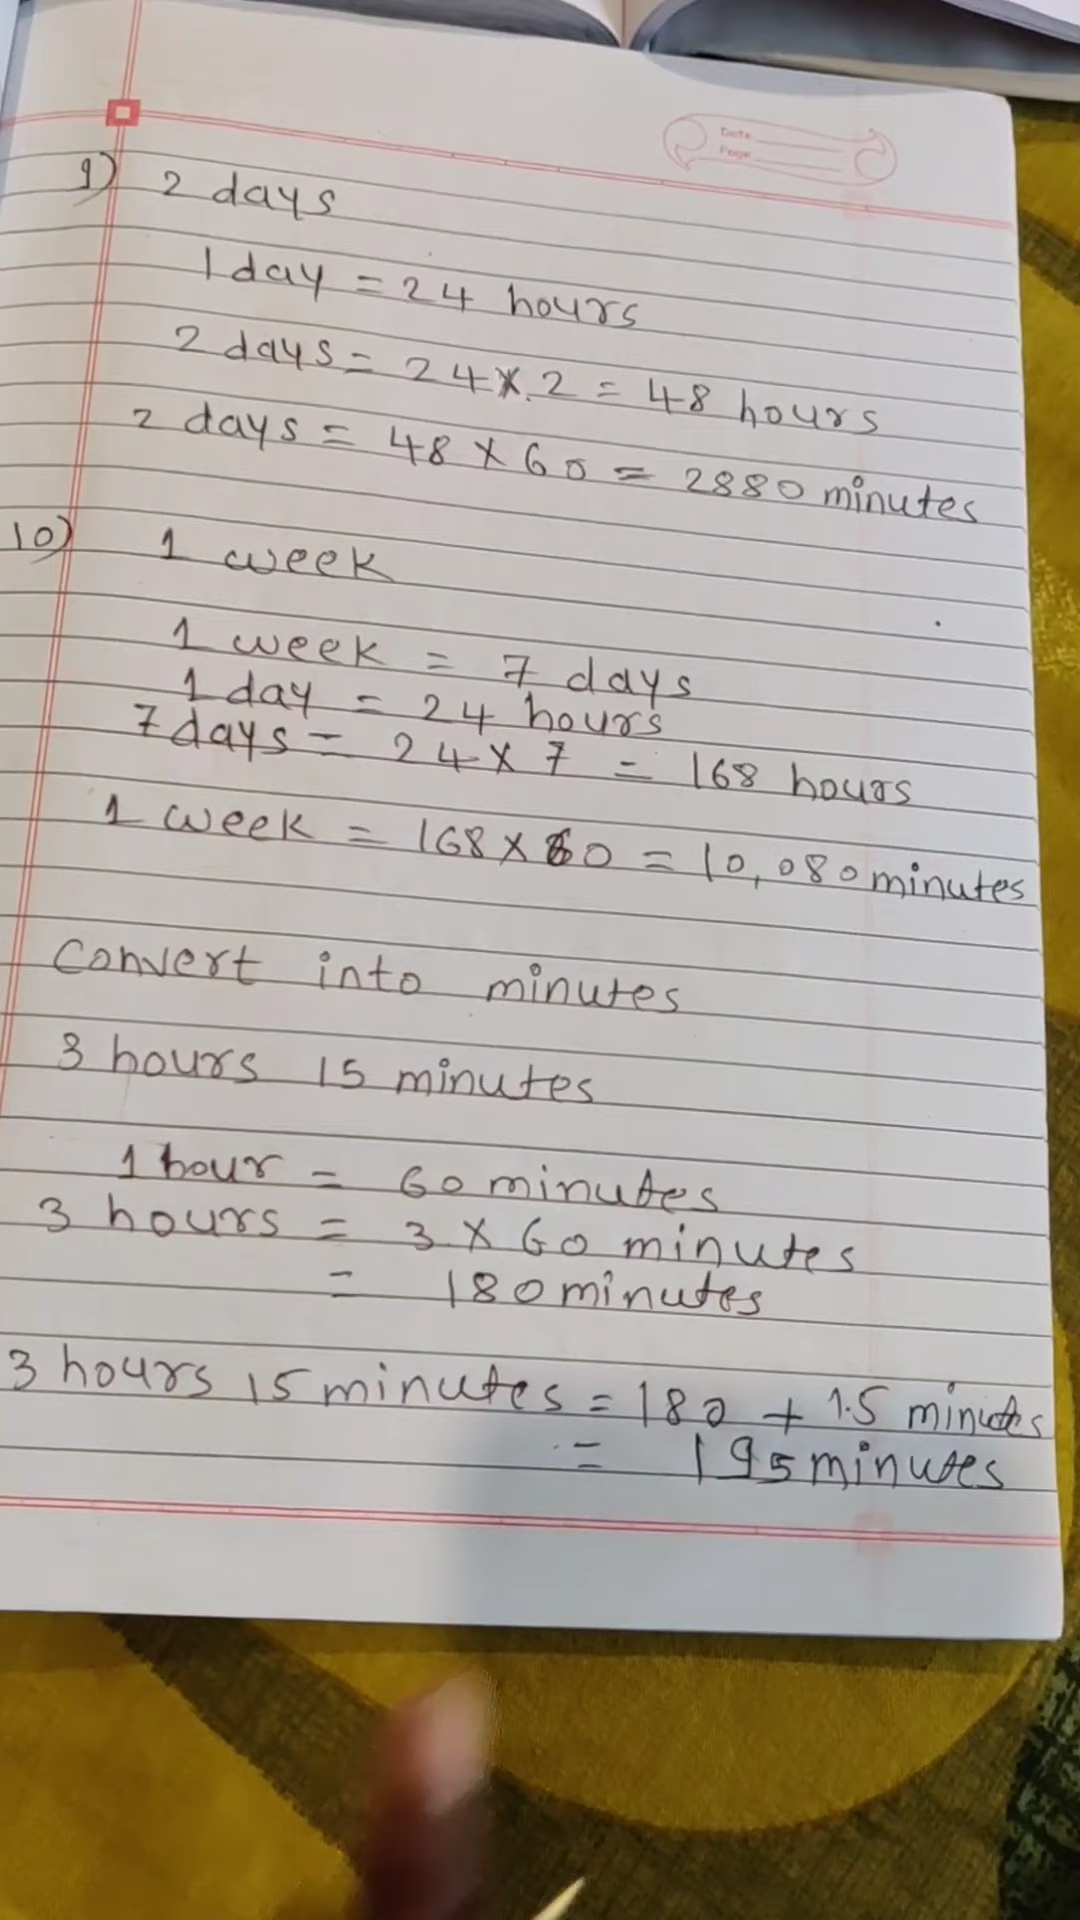 Date
Page
9) 2 days
1 day = 24 hours
2 days = 24 x 2 = 48 hours
2 days = 48 x 60 = 2880 minutes
10) 1 week
1 week = 7 days
1 day = 24 hours
7 days = 24 x 7 = 168 hours
1 week = 168 x 60 = 10,080 minutes
Convert into minutes
3 hours 15 minutes
1 hour = 60 minutes
3 hours = 3 x 60 minutes
= 180 minutes
3 hours 15 minutes = 180 + 15 minutes
= 195 minutes